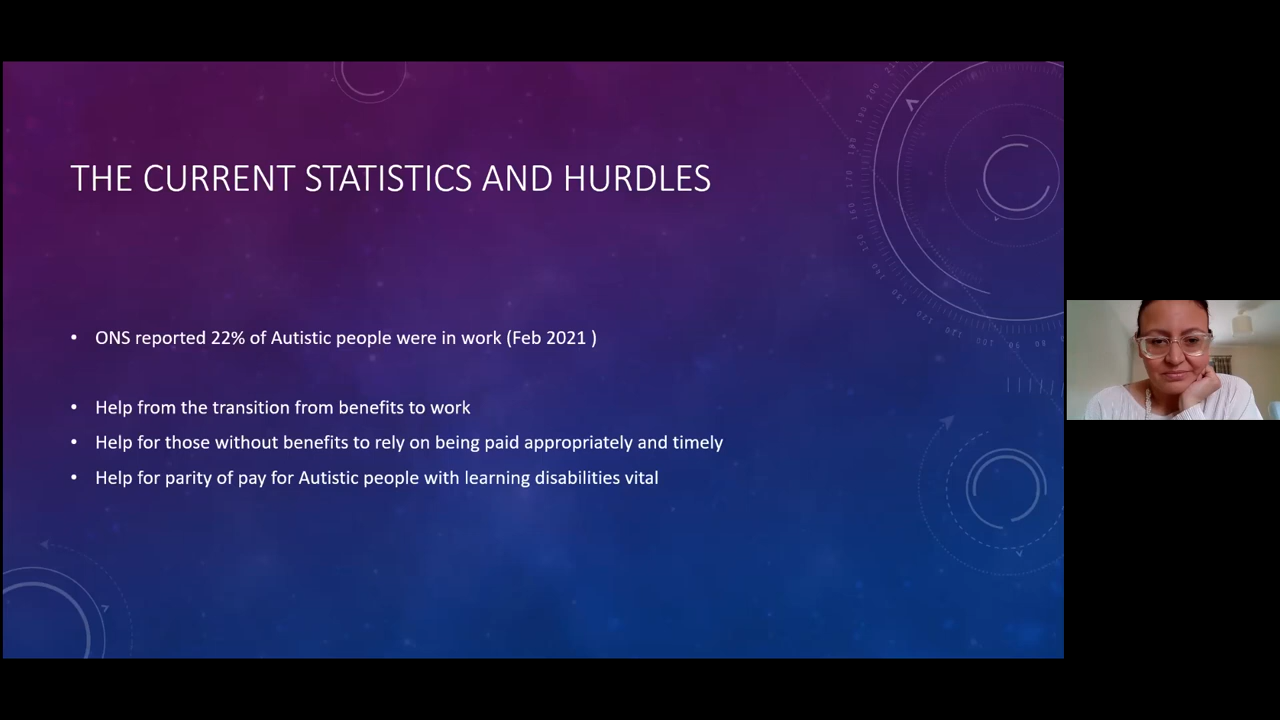 THE CURRENT STATISTICS AND HURDLES
• ONS reported 22% of Autistic people were in work (Feb 2021 )
• Help from the transition from benefits to work
• Help for those without benefits to rely on being paid appropriately and timely
• Help for parity of pay for Autistic people with learning disabilities vital